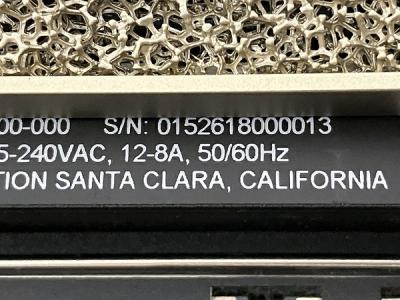 00-000 S/N: 0152618000013
5-240VAC, 12-8A, 50/60Hz
TION SANTA CLARA, CALIFORNIA